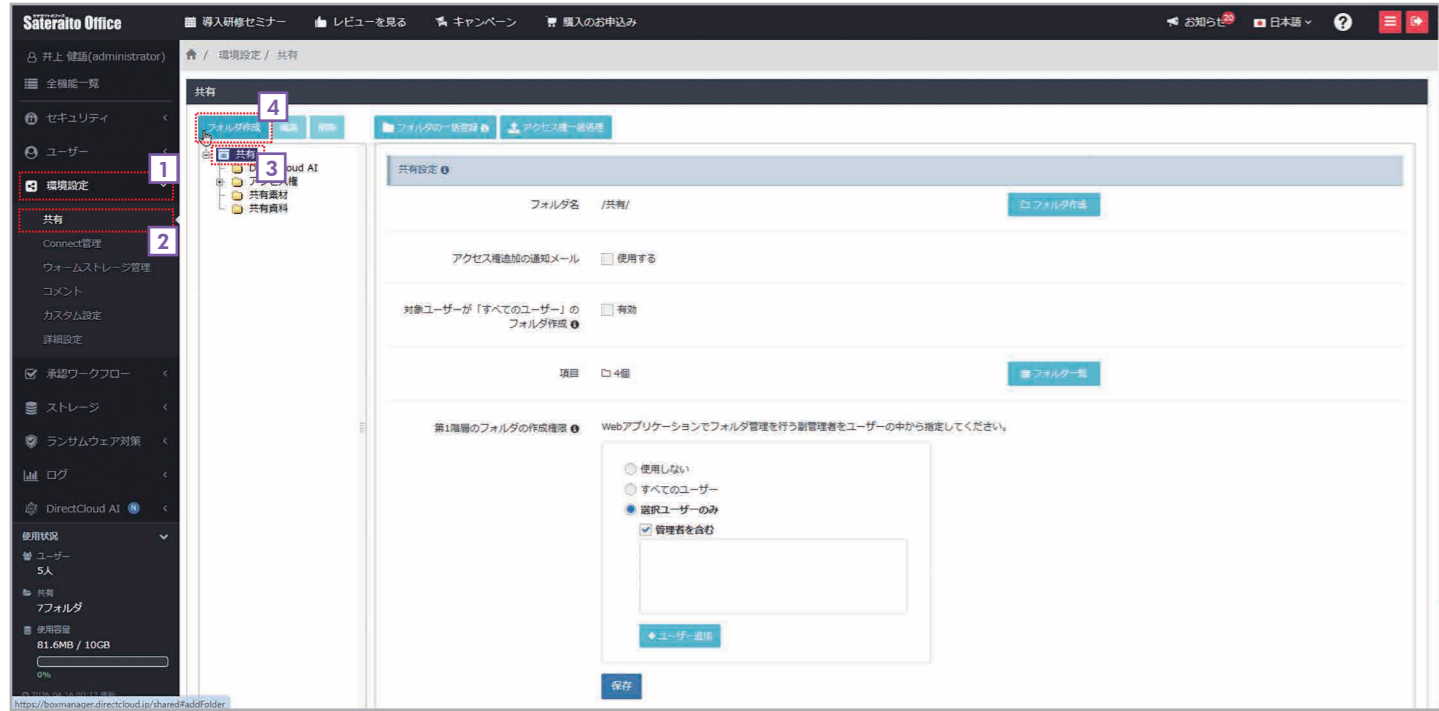 Sateraito Office
導入研修セミナー レビューを見る キャンペーン 購入のお申込み お知らせ 20 日本語
井上 健語(administrator)
全機能一覧
セキュリティ
ユーザー
環境設定
共有
Connect管理
ウォームストレージ管理
コメント
カスタム設定
詳細設定
承認ワークフロー
ストレージ
ランサムウェア対策
ログ
DirectCloud AI N
使用状況
ユーザー
5人
共有
7フォルダ
使用容量
81.6MB / 10GB
0%
2026-04-16 00:12 更新
https://boxmanager.directcloud.jp/shared#addFolder
1
2
/ 環境設定 / 共有
共有
4
フォルダ作成 編集 削除
フォルダの一括登録 アクセス権一括処理
3
共有
アクセス権
共有素材
共有資料
共有設定
フォルダ名 /共有/ フォルダ作成
アクセス権追加の通知メール 使用する
対象ユーザーが「すべてのユーザー」の 有効
フォルダ作成
項目 4個 フォルダ一覧
第1階層のフォルダの作成権限 Webアプリケーションでフォルダ管理を行う副管理者をユーザーの中から指定してください。
使用しない
すべてのユーザー
選択ユーザーのみ
管理者を含む
ユーザー追加
保存